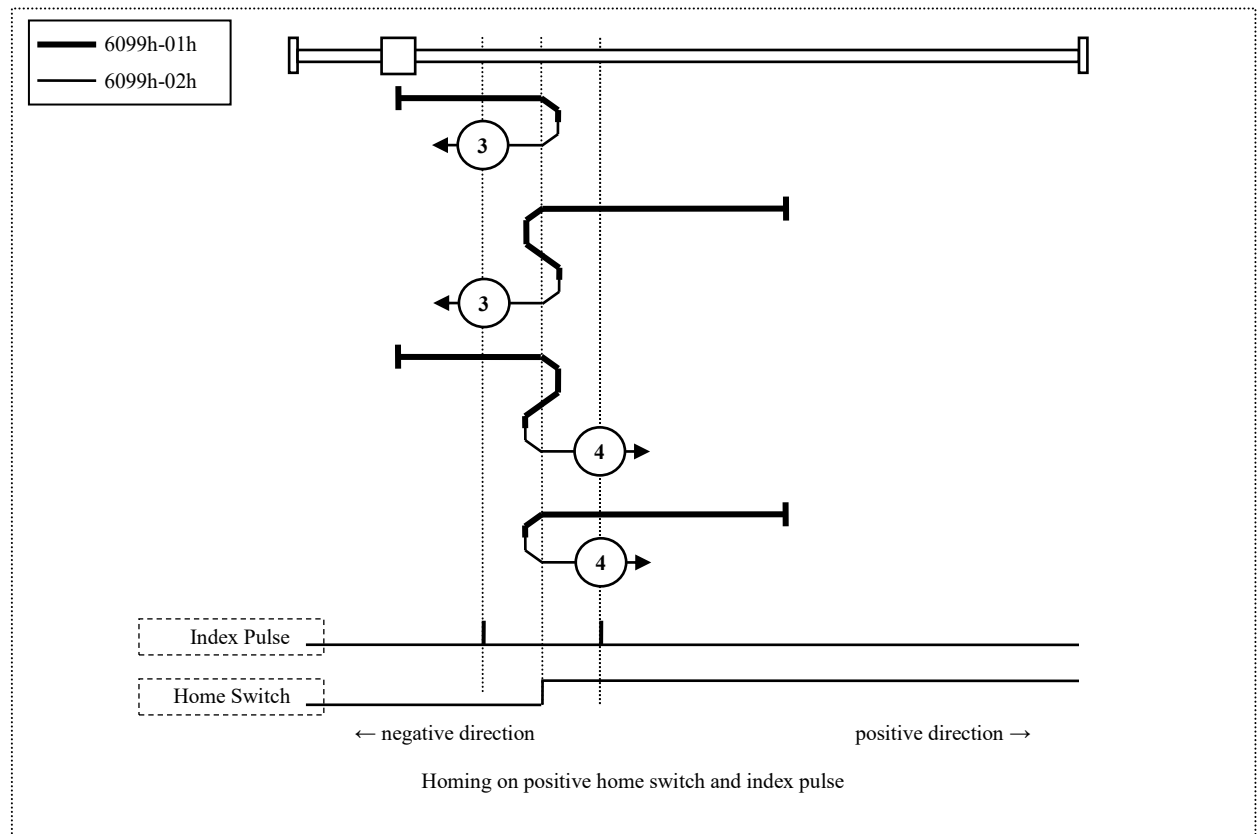 6099h-01h
6099h-02h
3
3
4
4
Index Pulse
Home Switch
← negative direction positive direction →
Homing on positive home switch and index pulse